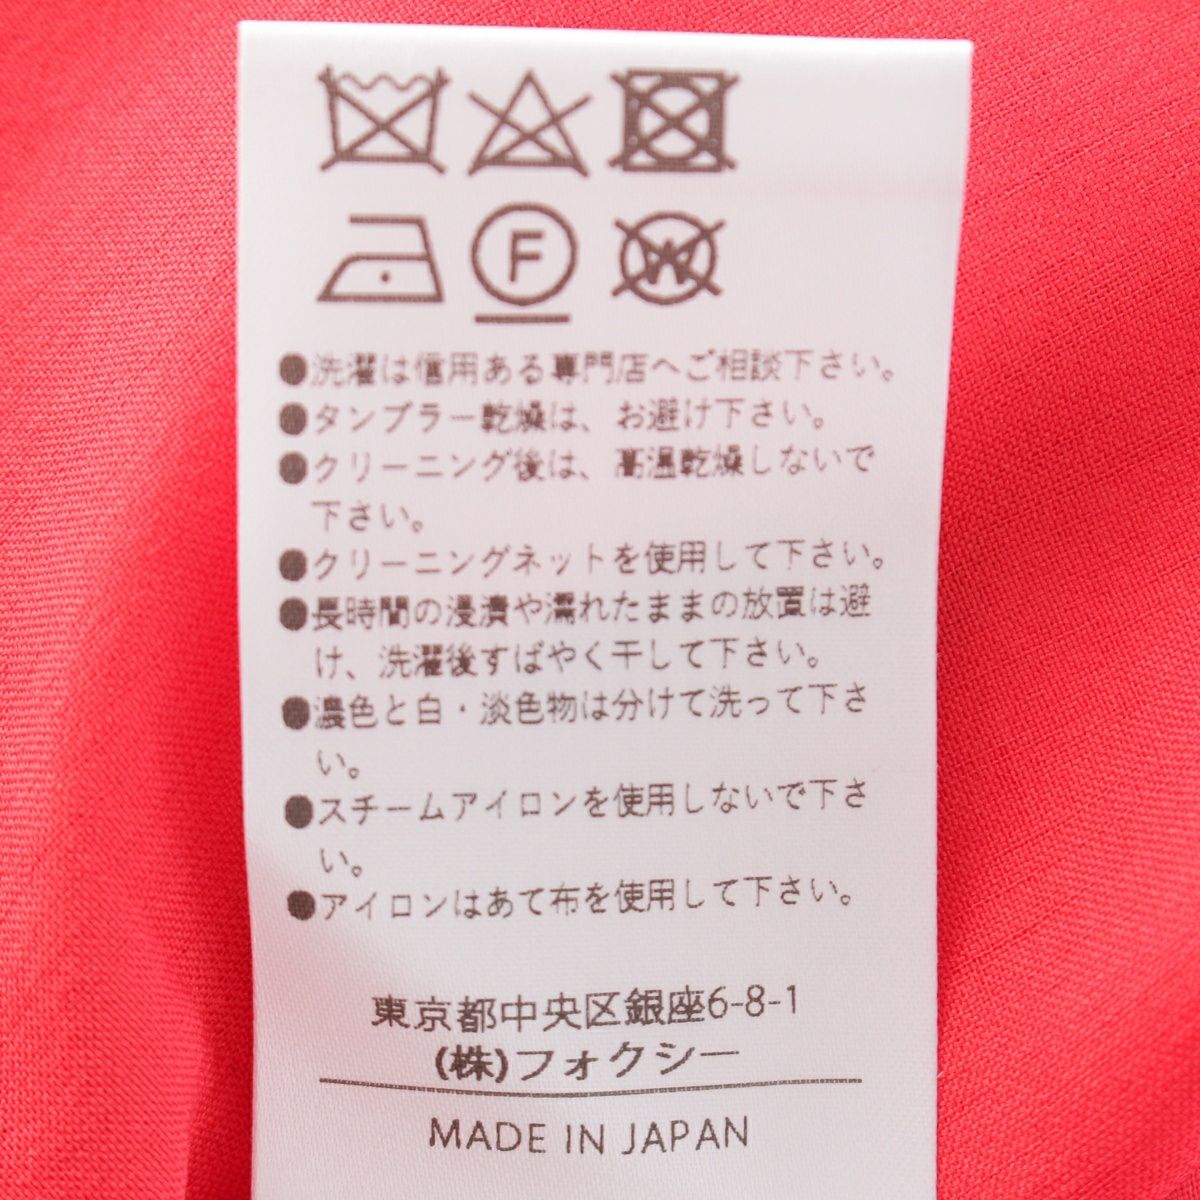 F
W
●洗濯は信用ある専門店へご相談下さい。
●タンブラー乾燥は、お避け下さい。
●クリーニング後は、高温乾燥しないで
下さい。
●クリーニングネットを使用して下さい。
●長時間の浸漬や濡れたままの放置は避
け、洗濯後すばやく干して下さい。
●濃色と白・淡色物は分けて洗って下さ
い。
●スチームアイロンを使用しないで下さ
い。
●アイロンはあて布を使用して下さい。
東京都中央区銀座6-8-1
(株)フォクシー
MADE IN JAPAN